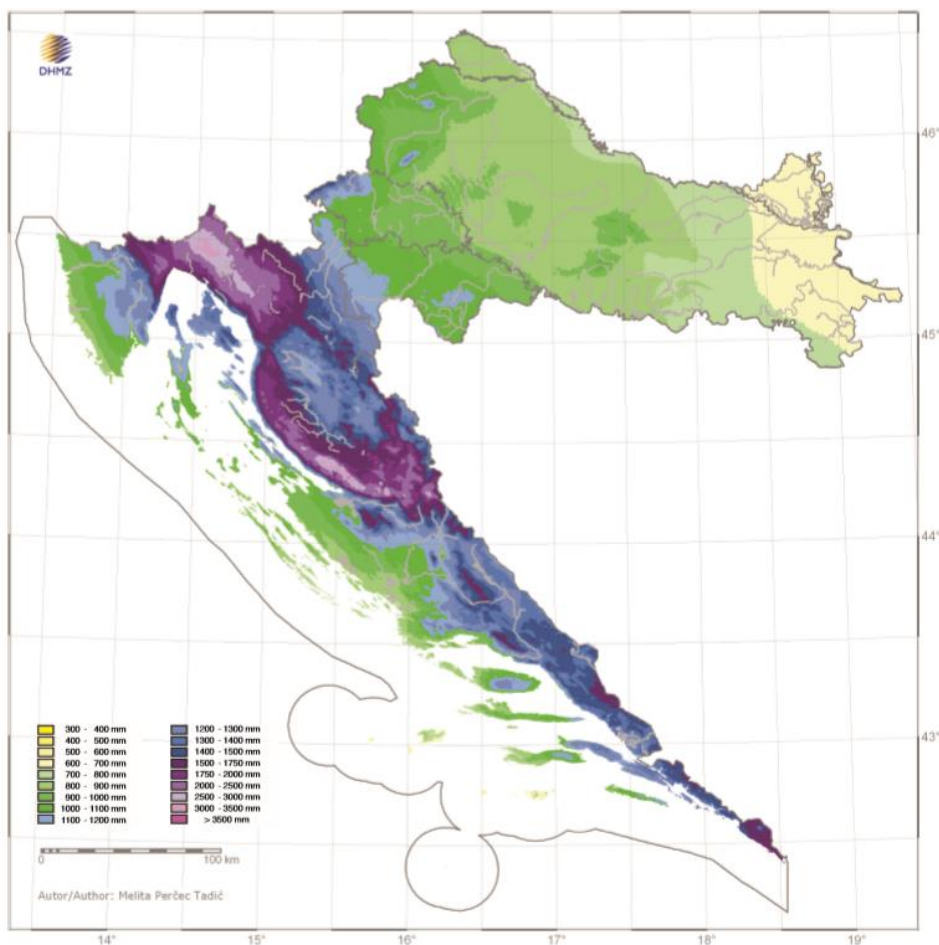 DHMZ
46°
45°
44°
43°
300 - 400 mm
400 - 500 mm
500 - 600 mm
600 - 700 mm
700 - 800 mm
800 - 900 mm
900 - 1000 mm
1000 - 1100 mm
1100 - 1200 mm
1200 - 1300 mm
1300 - 1400 mm
1400 - 1500 mm
1500 - 1750 mm
1750 - 2000 mm
2000 - 2500 mm
2500 - 3000 mm
3000 - 3500 mm
> 3500 mm
0 100 km
Autor/Author: Melita Perčec Tadić
14° 15° 16° 17° 18° 19°